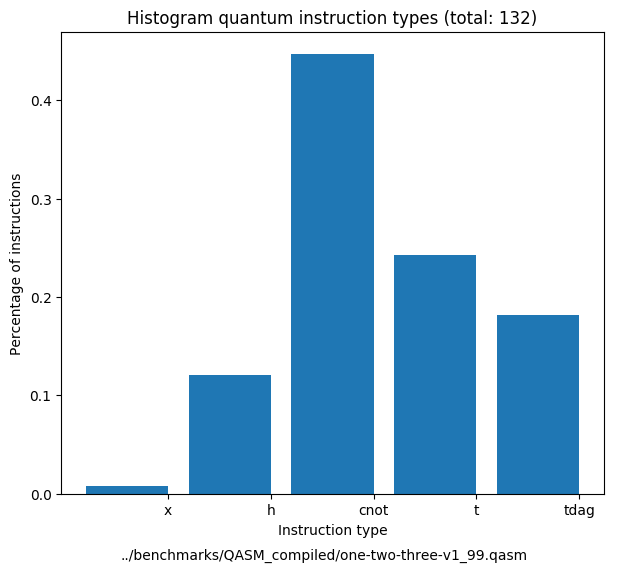 Histogram quantum instruction types (total: 132)
Percentage of instructions
0.4
0.3
0.2
0.1
0.0
x h cnot t tdag
Instruction type
../benchmarks/QASM_compiled/one-two-three-v1_99.qasm